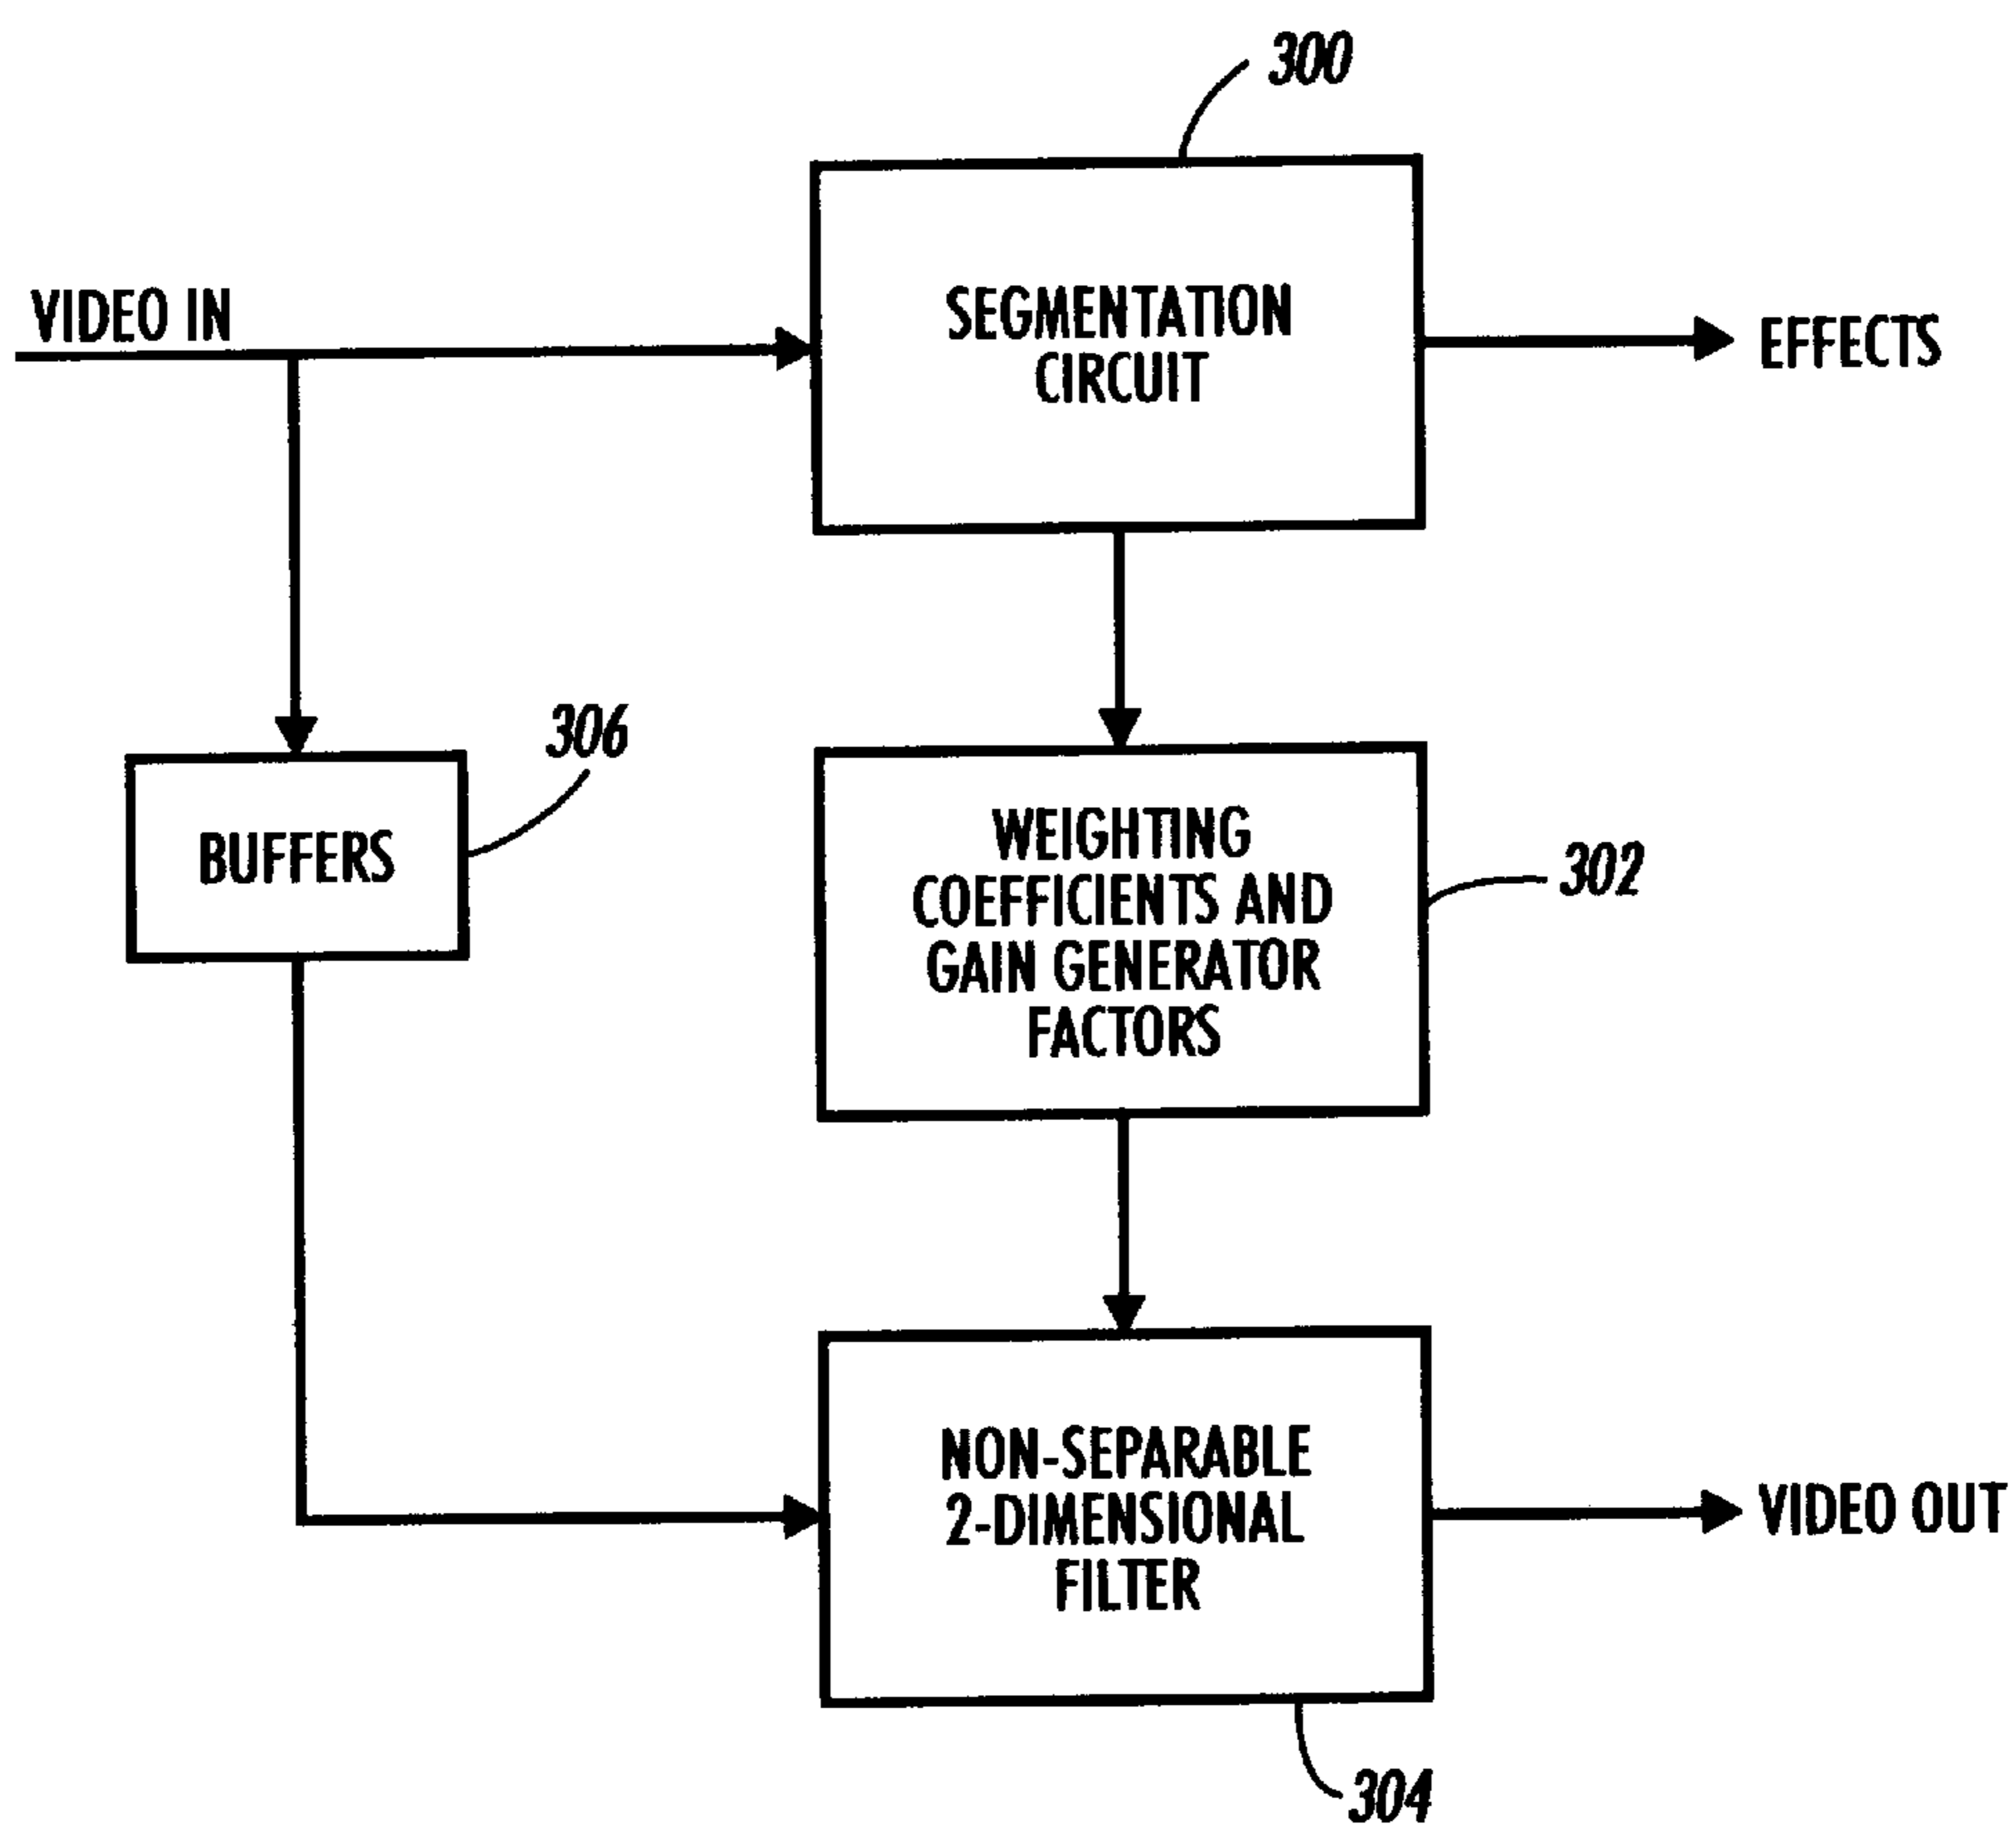 300
VIDEO IN
SEGMENTATION
CIRCUIT
EFFECTS
306
BUFFERS
WEIGHTING
COEFFICIENTS AND
GAIN GENERATOR
FACTORS
302
NON-SEPARABLE
2-DIMENSIONAL
FILTER
VIDEO OUT
304